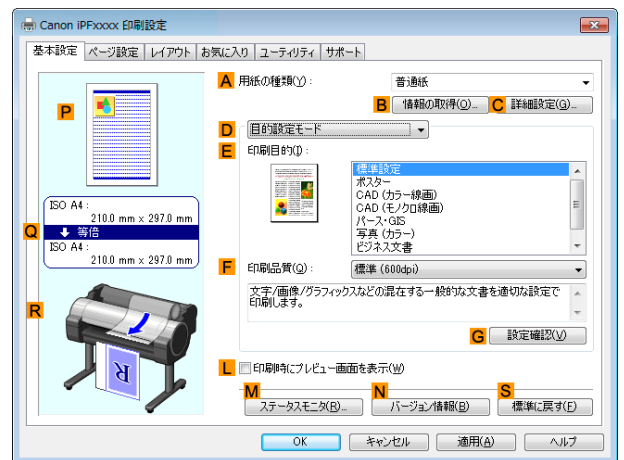 Canon iPFxxxx 印刷設定
基本設定 ページ設定 レイアウト お気に入り ユーティリティ サポート
A 用紙の種類(Y) : 普通紙
B 情報の取得(O)... C 詳細設定(G)...
P
D 目的設定モード
E 印刷目的(I) :
標準設定
ポスター
CAD (カラー線画)
CAD (モノクロ線画)
パース・GIS
写真 (カラー)
ビジネス文書
ISO A4 :
210.0 mm x 297.0 mm
Q 等倍
ISO A4 :
210.0 mm x 297.0 mm
F 印刷品質(Q) : 標準 (600dpi)
文字/画像/グラフィックスなどの混在する一般的な文書を適切な設定で
印刷します。
R
G 設定確認(V)
R
L 印刷時にプレビュー画面を表示(W)
M N S
ステータスモニタ(R)... バージョン情報(B) 標準に戻す(F)
OK キャンセル 適用(A) ヘルプ